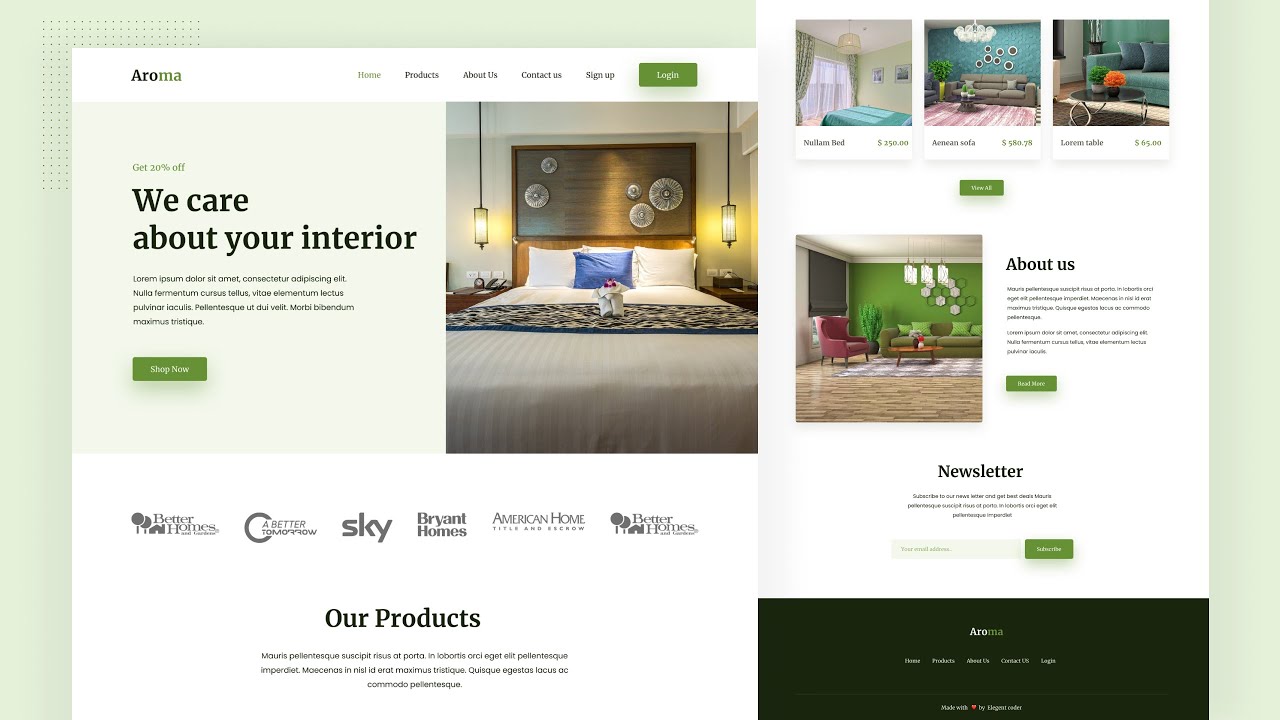 Aroma
Home Products About Us Contact us Sign up Login
Get 20% off
We care
about your interior
Lorem ipsum dolor sit amet, consectetur adipiscing elit.
Nulla fermentum cursus tellus, vitae elementum lectus
pulvinar iaculis. Pellentesque ut dui velit. Morbi bibendum
maximus tristique.
Shop Now
Better Homes and Gardens
A BETTER TOMORROW
sky
Bryant Homes
AMERICAN HOME
TITLE AND ESCROW
Better Homes and Gardens
Our Products
Mauris pellentesque suscipit risus at porta. In lobortis
imperdiet. Maecenas in nisl id erat maximus tristique. Quisque egestas lacus ac
commodo pellentesque.
Nullam Bed $ 250.00
Aenean sofa $ 580.78
Lorem table $ 65.00
View All
About us
Mauris pellentesque suscipit risus at porta. In lobortis orci
eget elit pellentesque imperdiet. Maecenas in nisl id erat
maximus tristique. Quisque egestas lacus ac commodo
pellentesque.
Lorem ipsum dolor sit amet, consectetur adipiscing elit.
Nulla fermentum cursus tellus, vitae elementum lectus
pulvinar iaculis.
Read More
Newsletter
Subscribe to our news letter and get best deals Mauris
pellentesque suscipit risus at porta. In lobortis orci eget elit
pellentesque imperdiet
Your email address..
Subscribe
Aroma
Home Products About Us Contact US Login
Made with ❤ by Elegent coder